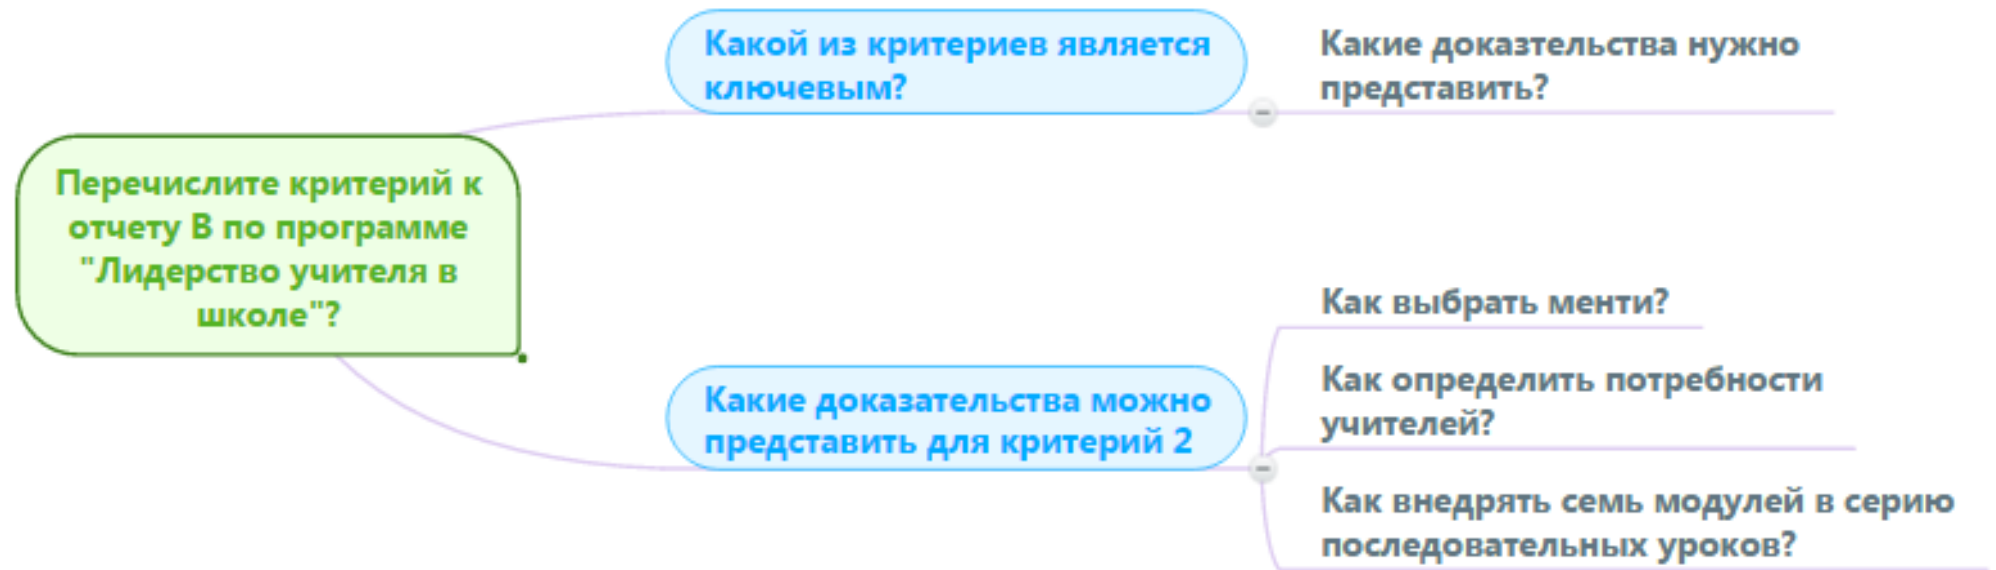 Перечислите критерий к
отчету В по программе
"Лидерство учителя в
школе"?
Какой из критериев является
ключевым?
Какие доказтельства нужно
представить?
Какие доказательства можно
представить для критерий 2
Как выбрать менти?
Как определить потребности
учителей?
Как внедрять семь модулей в серию
последовательных уроков?